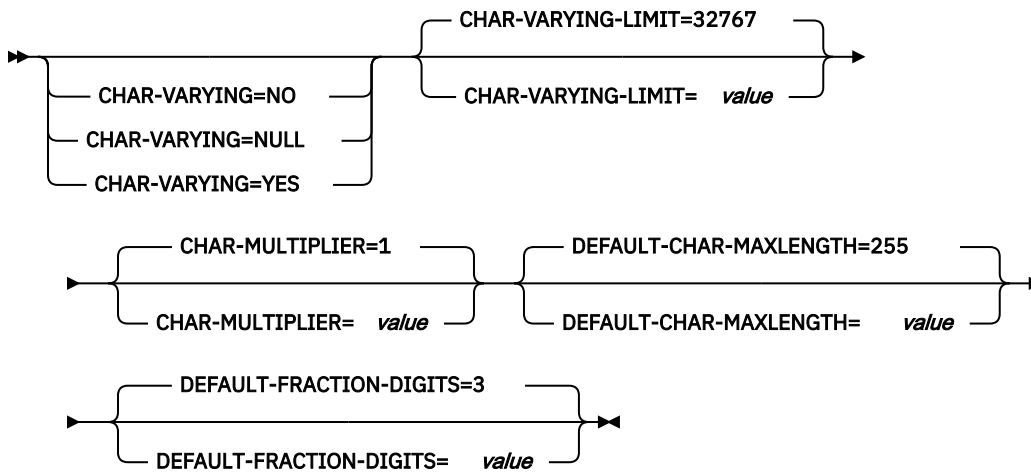 CHAR-VARYING-LIMIT=32767
CHAR-VARYING=NO
CHAR-VARYING-LIMIT= value
CHAR-VARYING=NULL
CHAR-VARYING=YES
CHAR-MULTIPLIER=1
DEFAULT-CHAR-MAXLENGTH=255
CHAR-MULTIPLIER= value
DEFAULT-CHAR-MAXLENGTH= value
DEFAULT-FRACTION-DIGITS=3
DEFAULT-FRACTION-DIGITS= value